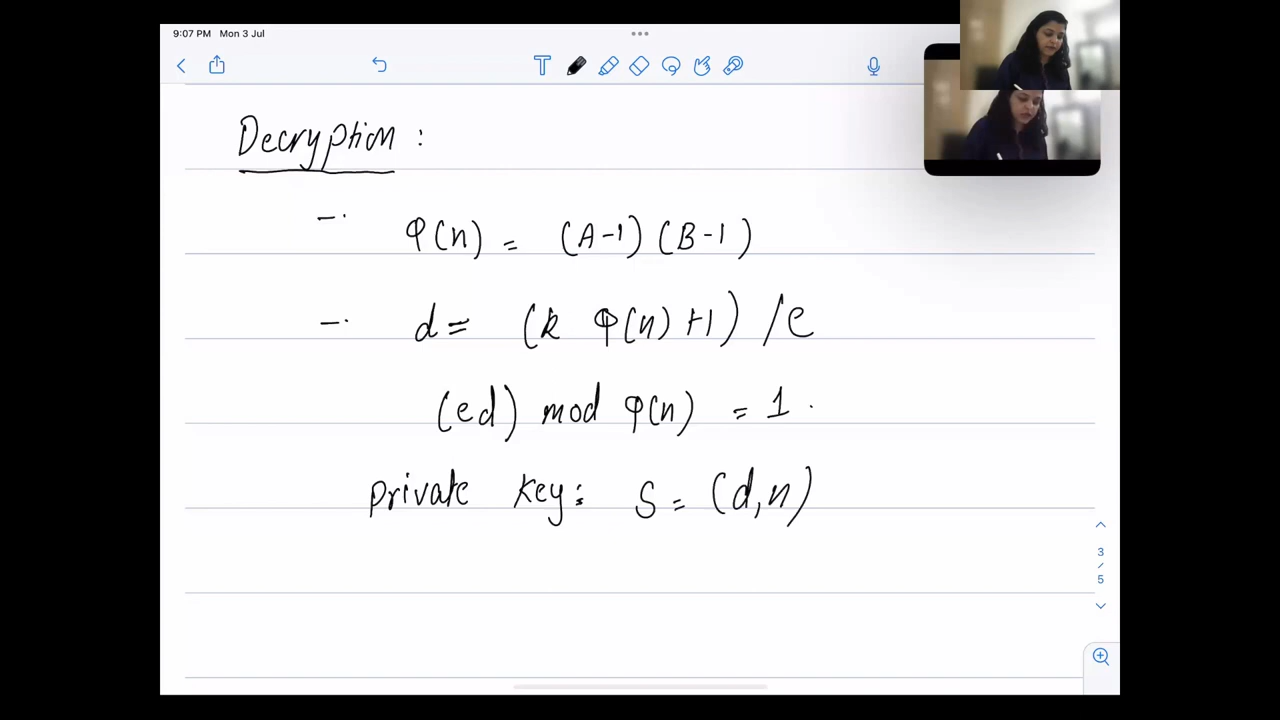 9:07 PM Mon 3 Jul
Decryption :
φ(n) = (A-1) (B-1)
d = (k φ(n) +1) /e
(ed) mod φ(n) = 1.
private key: S = (d,n)
3
/
5